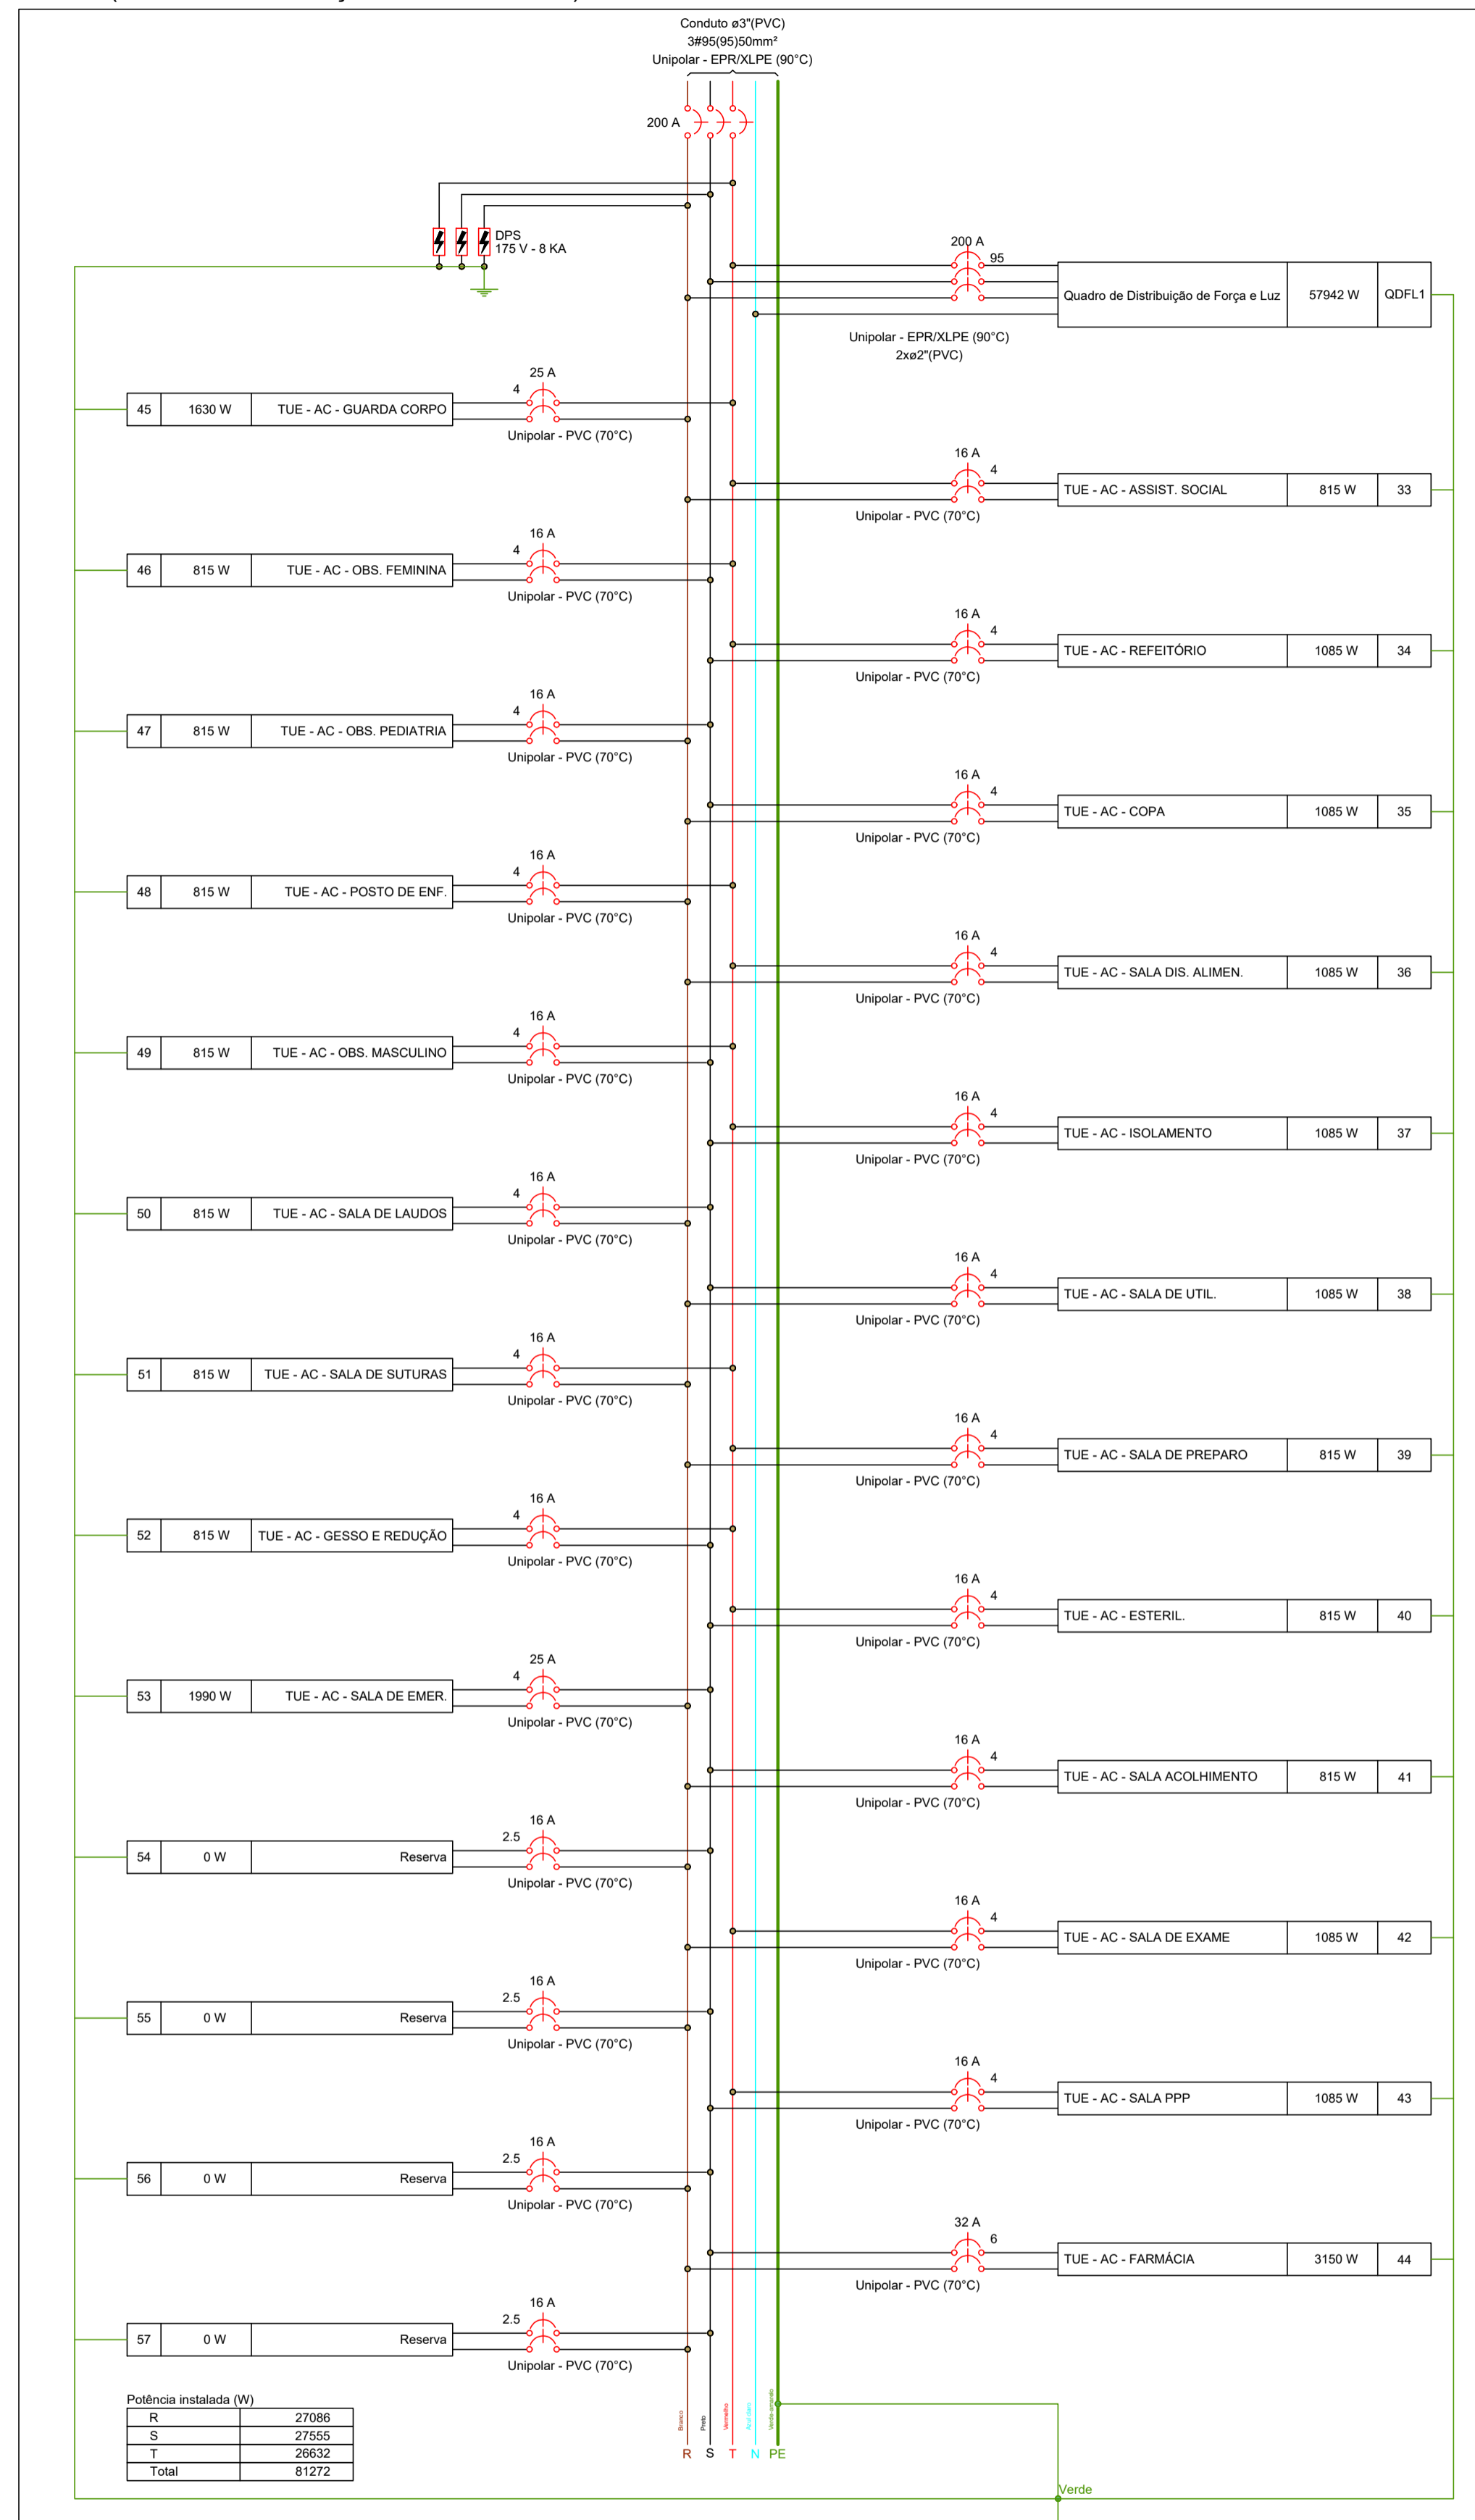 Conduto ø3"(PVC)
3#95(95)50mm²
Unipolar - EPR/XLPE (90°C)
200 A
DPS
175 V - 8 KA
200 A
95
Quadro de Distribuição de Força e Luz 57942 W QDFL1
Unipolar - EPR/XLPE (90°C)
2xø2"(PVC)
25 A
4
45 1630 W TUE - AC - GUARDA CORPO
Unipolar - PVC (70°C)
16 A
4
TUE - AC - ASSIST. SOCIAL 815 W 33
Unipolar - PVC (70°C)
16 A
4
46 815 W TUE - AC - OBS. FEMININA
Unipolar - PVC (70°C)
16 A
4
TUE - AC - REFEITÓRIO 1085 W 34
Unipolar - PVC (70°C)
16 A
4
47 815 W TUE - AC - OBS. PEDIATRIA
Unipolar - PVC (70°C)
16 A
4
TUE - AC - COPA 1085 W 35
Unipolar - PVC (70°C)
16 A
4
48 815 W TUE - AC - POSTO DE ENF.
Unipolar - PVC (70°C)
16 A
4
TUE - AC - SALA DIS. ALIMEN. 1085 W 36
Unipolar - PVC (70°C)
16 A
4
49 815 W TUE - AC - OBS. MASCULINO
Unipolar - PVC (70°C)
16 A
4
TUE - AC - ISOLAMENTO 1085 W 37
Unipolar - PVC (70°C)
16 A
4
50 815 W TUE - AC - SALA DE LAUDOS
Unipolar - PVC (70°C)
16 A
4
TUE - AC - SALA DE UTIL. 1085 W 38
Unipolar - PVC (70°C)
16 A
4
51 815 W TUE - AC - SALA DE SUTURAS
Unipolar - PVC (70°C)
16 A
4
TUE - AC - SALA DE PREPARO 815 W 39
Unipolar - PVC (70°C)
16 A
4
52 815 W TUE - AC - GESSO E REDUÇÃO
Unipolar - PVC (70°C)
16 A
4
TUE - AC - ESTERIL. 815 W 40
Unipolar - PVC (70°C)
25 A
4
53 1990 W TUE - AC - SALA DE EMER.
Unipolar - PVC (70°C)
16 A
4
TUE - AC - SALA ACOLHIMENTO 815 W 41
Unipolar - PVC (70°C)
16 A
2.5
54 0 W Reserva
Unipolar - PVC (70°C)
16 A
4
TUE - AC - SALA DE EXAME 1085 W 42
Unipolar - PVC (70°C)
16 A
2.5
55 0 W Reserva
Unipolar - PVC (70°C)
16 A
4
TUE - AC - SALA PPP 1085 W 43
Unipolar - PVC (70°C)
16 A
2.5
56 0 W Reserva
Unipolar - PVC (70°C)
32 A
6
TUE - AC - FARMÁCIA 3150 W 44
Unipolar - PVC (70°C)
16 A
2.5
57 0 W Reserva
Unipolar - PVC (70°C)
Potência instalada (W)
R 27086
S 27555
T 26632
Total 81272
Branco
Preto
Vermelho
Azul claro
Verde-amarelo
R S T N PE
Verde